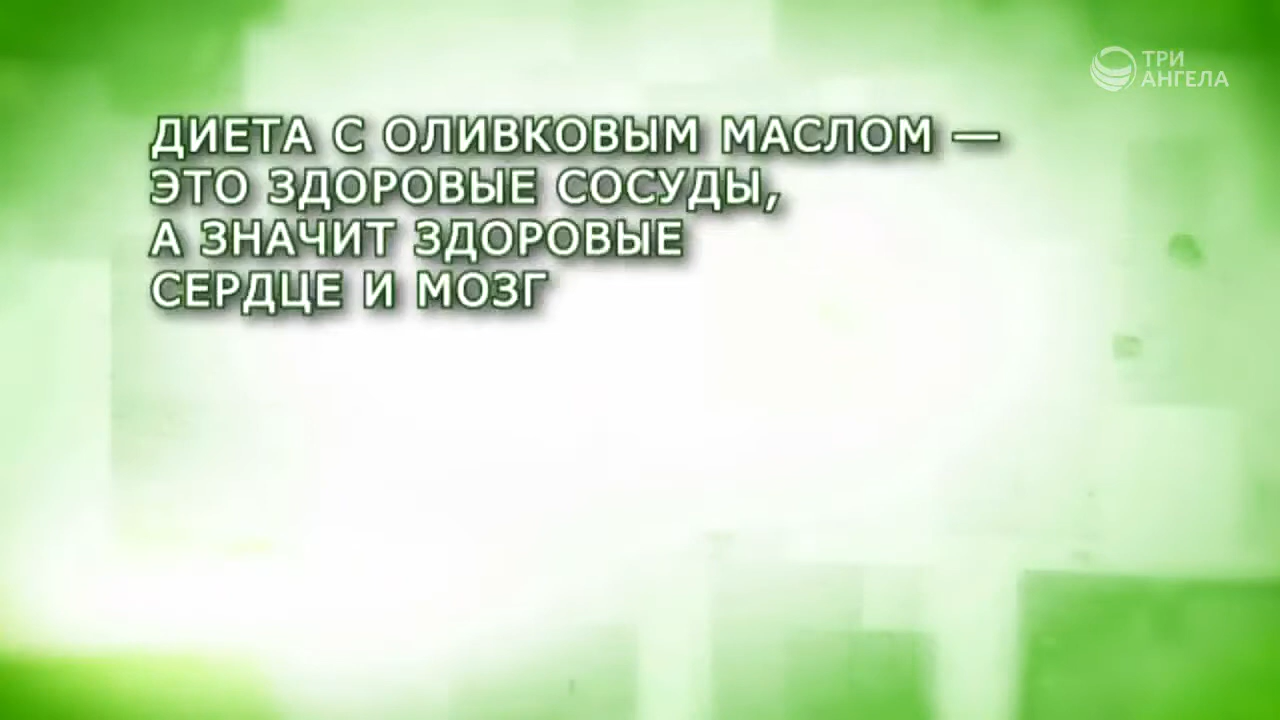 ТРИ
АНГЕЛА
ДИЕТА С ОЛИВКОВЫМ МАСЛОМ —
ЭТО ЗДОРОВЫЕ СОСУДЫ,
А ЗНАЧИТ ЗДОРОВЫЕ
СЕРДЦЕ И МОЗГ